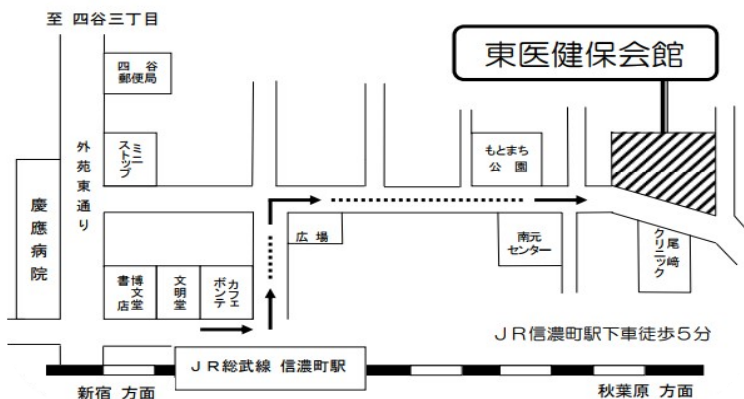 至 四谷三丁目
東医健保会館
四谷
郵便局
ミニ
ストップ
外苑東通り
もとまち
公園
慶應病院
広場
南元
センター
尾崎
クリニック
博文堂
書店
文明堂
カフェ
ボンテ
JR信濃町駅下車徒歩5分
JR総武線 信濃町駅
新宿 方面
秋葉原 方面